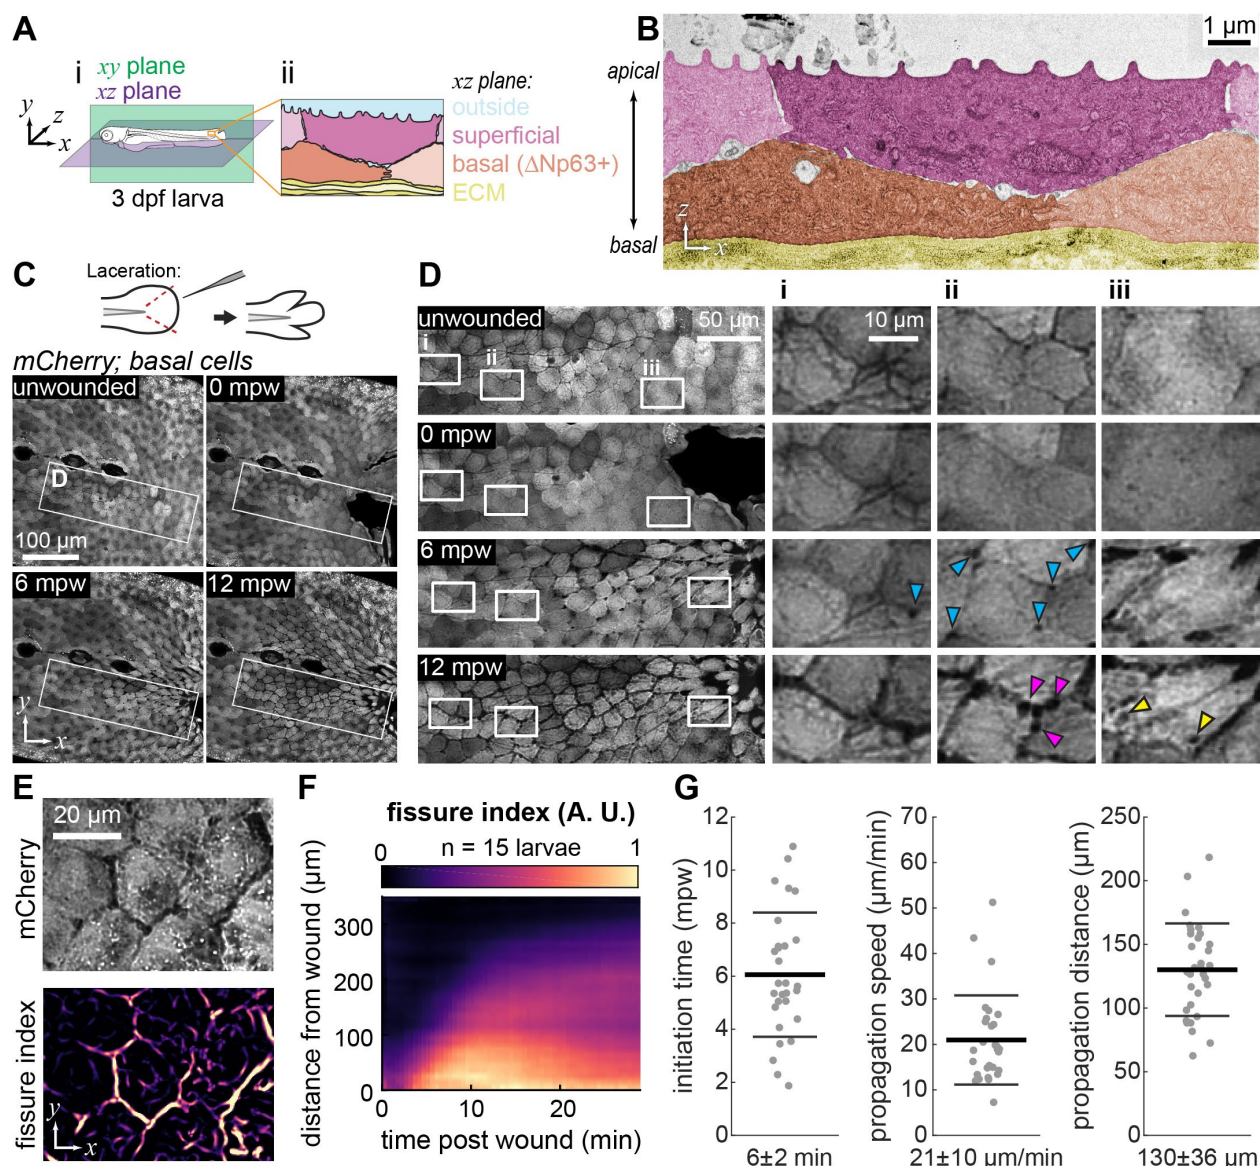 A
i
xy plane
xz plane
y
z
x
3 dpf larva
ii
xz plane:
outside
superficial
basal (ΔNp63+)
ECM
B
1 μm
apical
basal
z
x
C
Laceration:
mCherry; basal cells
unwounded
0 mpw
D
100 μm
6 mpw
12 mpw
y
x
D
i
ii
iii
unwounded
50 μm
i
ii
iii
10 μm
0 mpw
6 mpw
12 mpw
E
20 μm
mCherry
fissure index
y
x
F
fissure index (A. U.)
0
n = 15 larvae
1
distance from wound (μm)
300
200
100
0
0
10
20
time post wound (min)
G
initiation time (mpw)
12
10
8
6
4
2
6±2 min
propagation speed (μm/min)
70
60
50
40
30
20
10
0
21±10 μm/min
propagation distance (μm)
250
200
150
100
50
0
130±36 μm